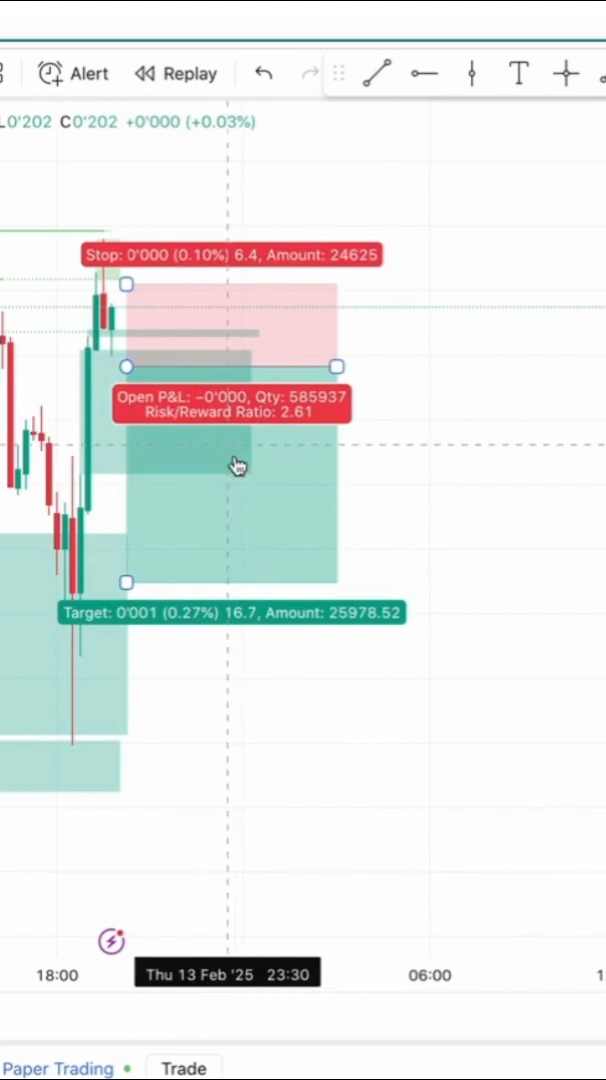 Alert Replay
L0'202 C0'202 +0'000 (+0.03%)
Stop: 0'000 (0.10%) 6.4, Amount: 24625
Open P&L: −0'000, Qty: 585937
Risk/Reward Ratio: 2.61
Target: 0'001 (0.27%) 16.7, Amount: 25978.52
18:00 Thu 13 Feb '25 23:30 06:00
Paper Trading Trade